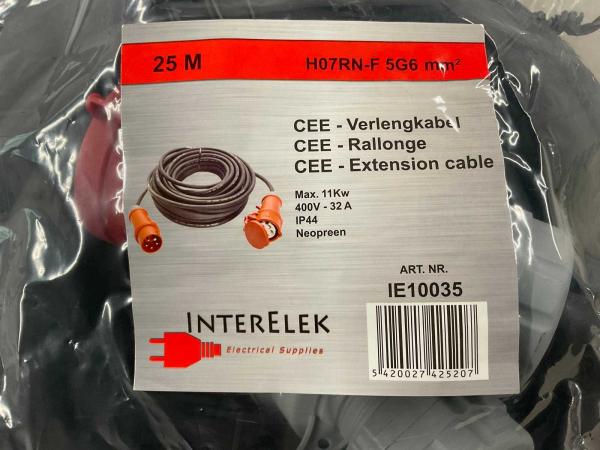 25 M
H07RN-F 5G6 mm²
CEE - Verlengkabel
CEE - Rallonge
CEE - Extension cable
Max. 11Kw
400V - 32 A
IP44
Neopreen
ART. NR.
IE10035
INTERELEK
Electrical Supplies
5 420027 425207